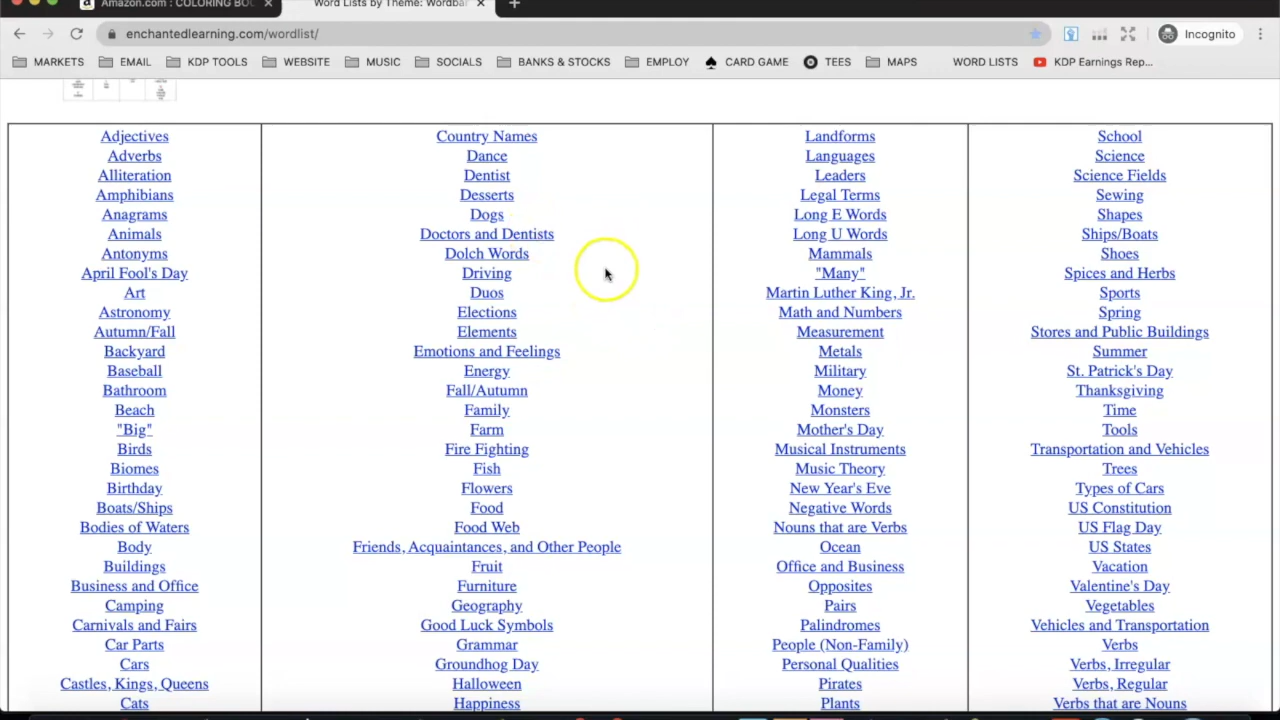 Amazon.com : COLORING BOO
Word Lists by Theme: Wordbar
enchantedlearning.com/wordlist/
Incognito
MARKETS EMAIL KDP TOOLS WEBSITE MUSIC SOCIALS BANKS & STOCKS EMPLOY CARD GAME TEES MAPS WORD LISTS KDP Earnings Rep...
Adjectives
Adverbs
Alliteration
Amphibians
Anagrams
Animals
Antonyms
April Fool's Day
Art
Astronomy
Autumn/Fall
Backyard
Baseball
Bathroom
Beach
"Big"
Birds
Biomes
Birthday
Boats/Ships
Bodies of Waters
Body
Buildings
Business and Office
Camping
Carnivals and Fairs
Car Parts
Cars
Castles, Kings, Queens
Cats
Country Names
Dance
Dentist
Desserts
Dogs
Doctors and Dentists
Dolch Words
Driving
Duos
Elections
Elements
Emotions and Feelings
Energy
Fall/Autumn
Family
Farm
Fire Fighting
Fish
Flowers
Food
Food Web
Friends, Acquaintances, and Other People
Fruit
Furniture
Geography
Good Luck Symbols
Grammar
Groundhog Day
Halloween
Happiness
Landforms
Languages
Leaders
Legal Terms
Long E Words
Long U Words
Mammals
"Many"
Martin Luther King, Jr.
Math and Numbers
Measurement
Metals
Military
Money
Monsters
Mother's Day
Musical Instruments
Music Theory
New Year's Eve
Negative Words
Nouns that are Verbs
Ocean
Office and Business
Opposites
Pairs
Palindromes
People (Non-Family)
Personal Qualities
Pirates
Plants
School
Science
Science Fields
Sewing
Shapes
Ships/Boats
Shoes
Spices and Herbs
Sports
Spring
Stores and Public Buildings
Summer
St. Patrick's Day
Thanksgiving
Time
Tools
Transportation and Vehicles
Trees
Types of Cars
US Constitution
US Flag Day
US States
Vacation
Valentine's Day
Vegetables
Vehicles and Transportation
Verbs
Verbs, Irregular
Verbs, Regular
Verbs that are Nouns